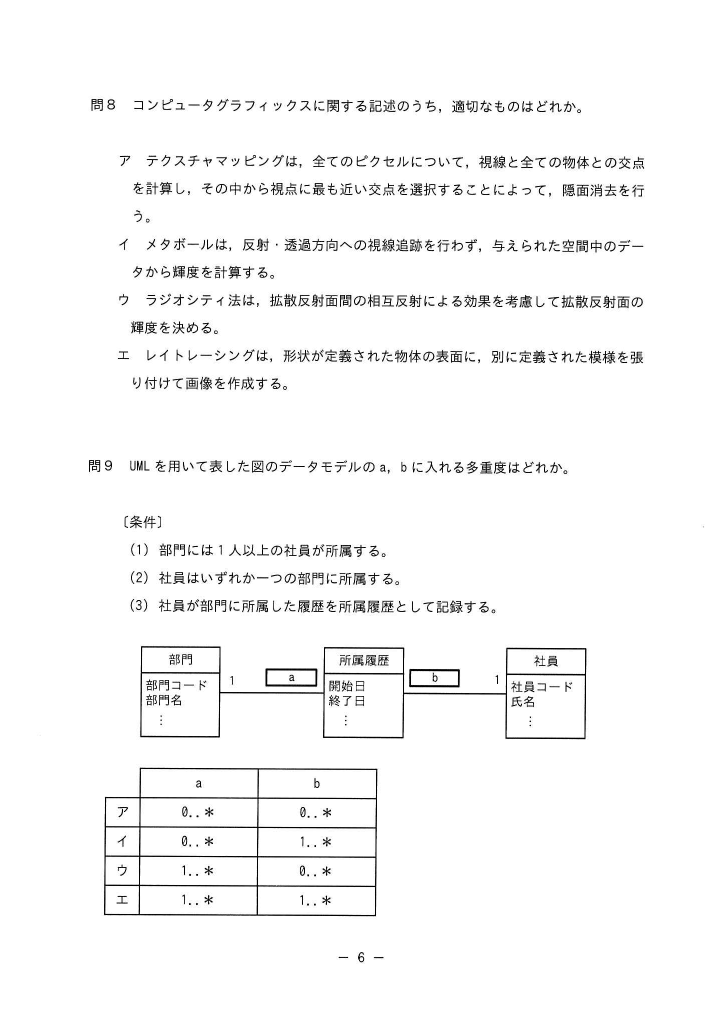 問8 コンピュータグラフィックスに関する記述のうち，適切なものはどれか。
ア テクスチャマッピングは，全てのピクセルについて，視線と全ての物体との交点
を計算し，その中から視点に最も近い交点を選択することによって，隠面消去を行
う。
イ メタボールは，反射・透過方向への視線追跡を行わず，与えられた空間中のデー
タから輝度を計算する。
ウ ラジオシティ法は，拡散反射面間の相互反射による効果を考慮して拡散反射面の
輝度を決める。
エ レイトレーシングは，形状が定義された物体の表面に，別に定義された模様を張
り付けて画像を作成する。
問9 UMLを用いて表した図のデータモデルのa，bに入れる多重度はどれか。
〔条件〕
(1) 部門には1人以上の社員が所属する。
(2) 社員はいずれか一つの部門に所属する。
(3) 社員が部門に所属した履歴を所属履歴として記録する。
部門 所属履歴 社員
1 a b 1
部門コード 開始日 社員コード
部門名 終了日 氏名
⋮ ⋮ ⋮
a b
ア 0..* 0..*
イ 0..* 1..*
ウ 1..* 0..*
エ 1..* 1..*
－ 6 －